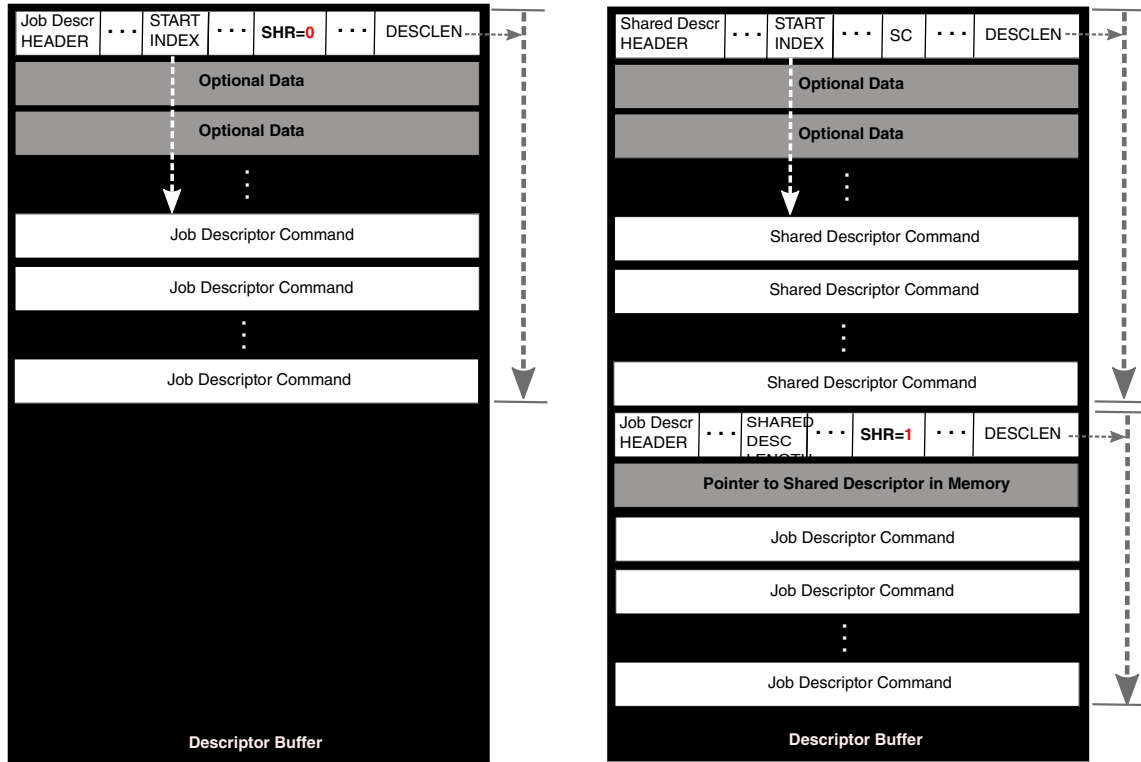 Job Descr HEADER ... START INDEX ... SHR=0 ... DESCLEN
Optional Data
Optional Data
⋮
Job Descriptor Command
Job Descriptor Command
⋮
Job Descriptor Command
Descriptor Buffer
Shared Descr HEADER ... START INDEX ... SC ... DESCLEN
Optional Data
Optional Data
⋮
Shared Descriptor Command
Shared Descriptor Command
⋮
Shared Descriptor Command
Job Descr HEADER ... SHARED DESC LENGTH ... SHR=1 ... DESCLEN
Pointer to Shared Descriptor in Memory
Job Descriptor Command
Job Descriptor Command
⋮
Job Descriptor Command
Descriptor Buffer